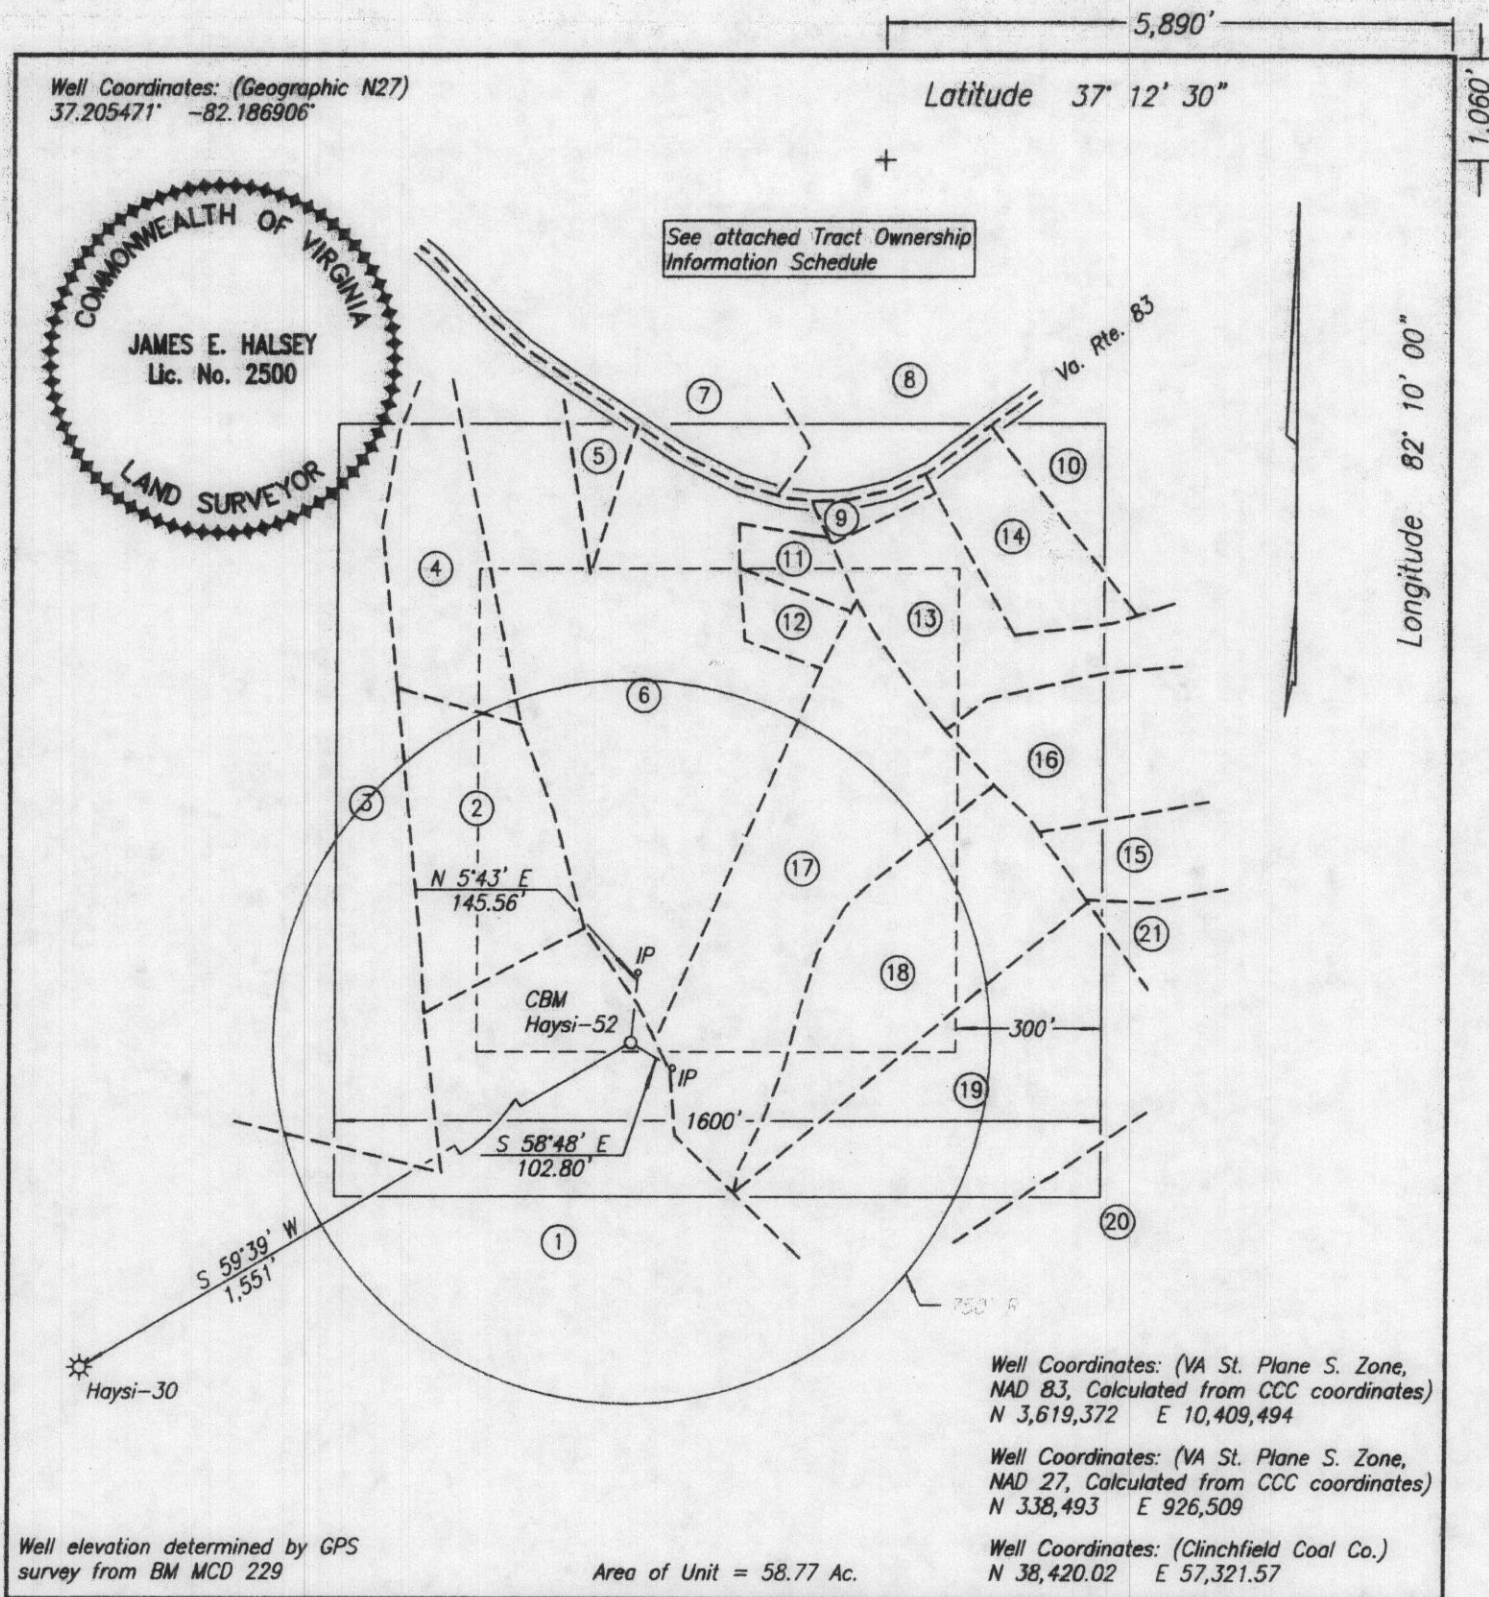 5,890'
1.060'
Well Coordinates: (Geographic N27)
37.205471° -82.186906°
Latitude 37° 12' 30"
COMMONWEALTH OF VIRGINIA
JAMES E. HALSEY
Lic. No. 2500
LAND SURVEYOR
See attached Tract Ownership
Information Schedule
Va. Rte. 83
Longitude 82° 10' 00"
7
8
5
10
9
14
4
11
12
13
6
16
3
2
15
17
N 5°43' E
145.56'
21
IP
18
CBM
Haysi-52
300'
IP
19
1600'
S 58°48' E
102.80'
20
1
S 59°39' W
1,551'
750' R
Haysi-30
Well Coordinates: (VA St. Plane S. Zone,
NAD 83, Calculated from CCC coordinates)
N 3,619,372 E 10,409,494
Well Coordinates: (VA St. Plane S. Zone,
NAD 27, Calculated from CCC coordinates)
N 338,493 E 926,509
Well elevation determined by GPS
survey from BM MCD 229
Area of Unit = 58.77 Ac.
Well Coordinates: (Clinchfield Coal Co.)
N 38,420.02 E 57,321.57